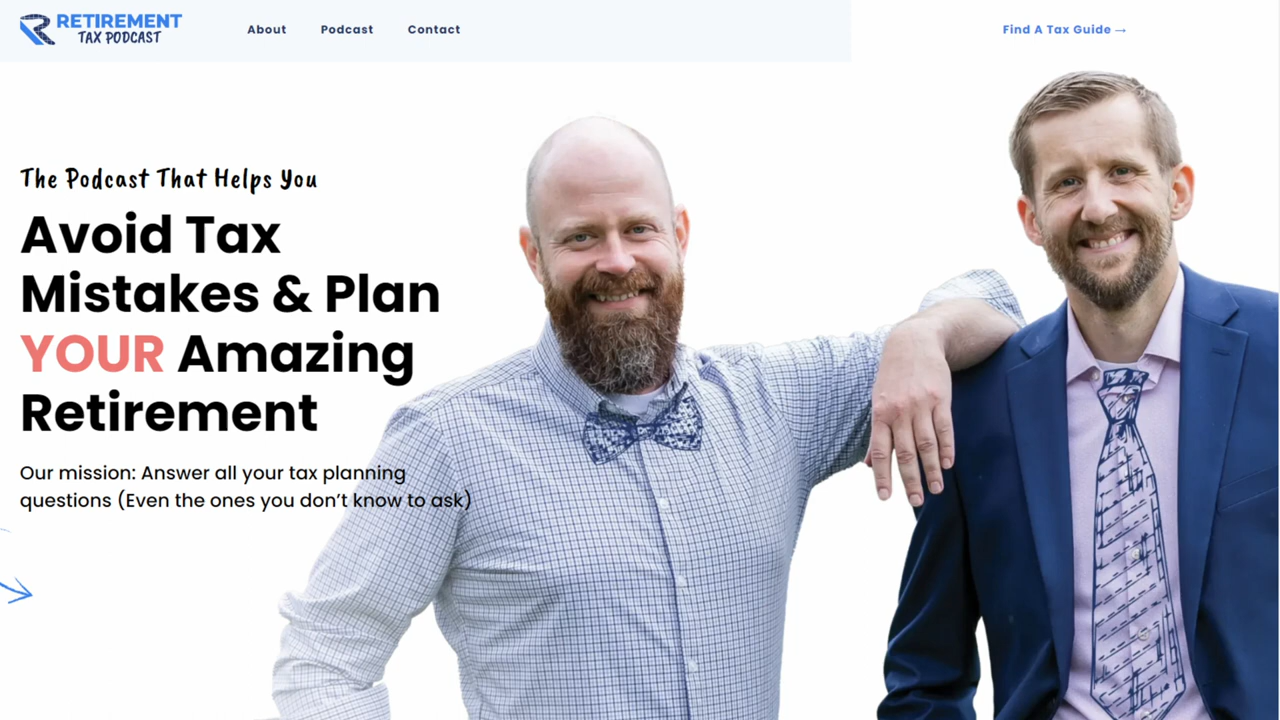 RETIREMENT
TAX PODCAST
About
Podcast
Contact
Find A Tax Guide →
The Podcast That Helps You
Avoid Tax
Mistakes & Plan
YOUR Amazing
Retirement
Our mission: Answer all your tax planning
questions (Even the ones you don’t know to ask)